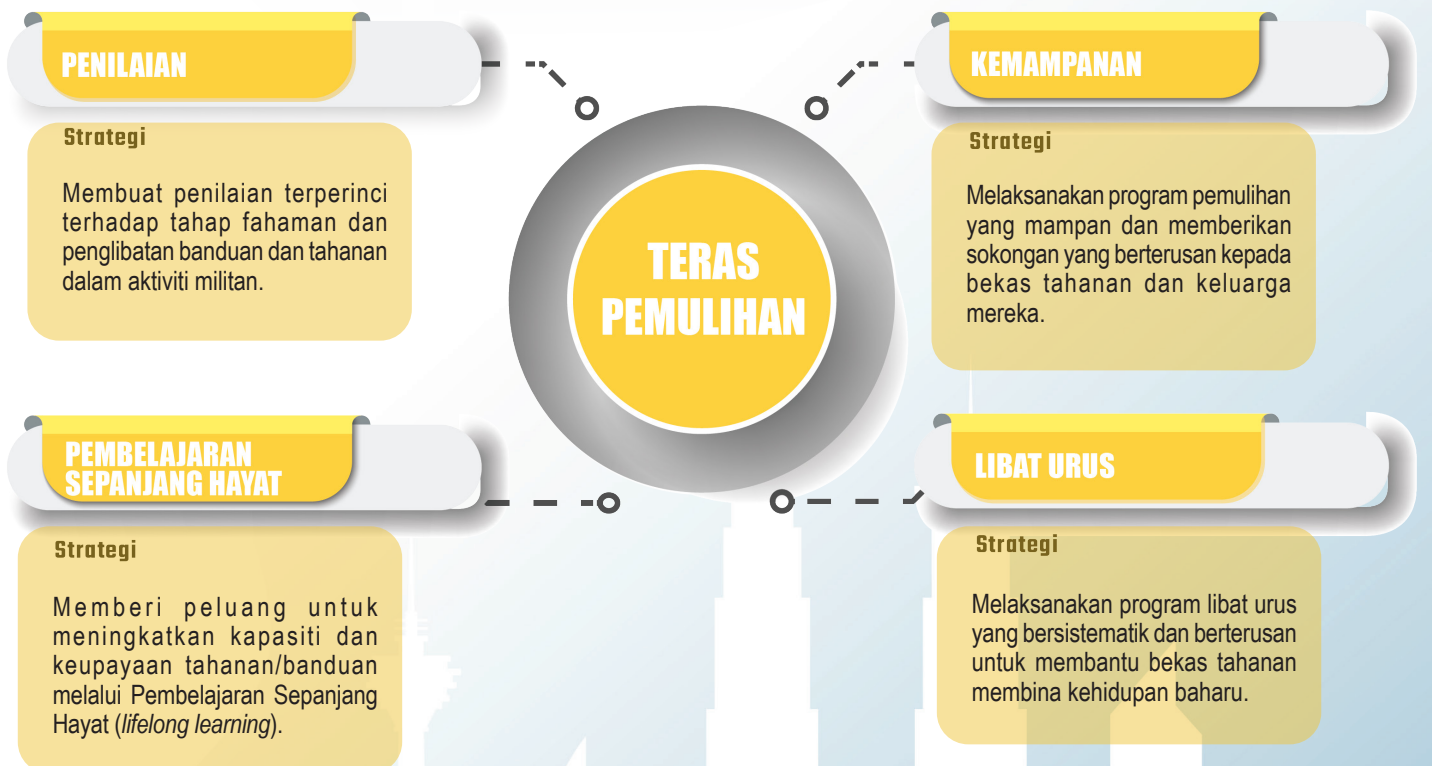 PENILAIAN
Strategi
Membuat penilaian terperinci
terhadap tahap fahaman dan
penglibatan banduan dan tahanan
dalam aktiviti militan.
KEMAMPANAN
Strategi
Melaksanakan program pemulihan
yang mampan dan memberikan
sokongan yang berterusan kepada
bekas tahanan dan keluarga
mereka.
TERAS
PEMULIHAN
PEMBELAJARAN
SEPANJANG HAYAT
Strategi
Memberi peluang untuk
meningkatkan kapasiti dan
keupayaan tahanan/banduan
melalui Pembelajaran Sepanjang
Hayat (lifelong learning).
LIBAT URUS
Strategi
Melaksanakan program libat urus
yang bersistematik dan berterusan
untuk membantu bekas tahanan
membina kehidupan baharu.